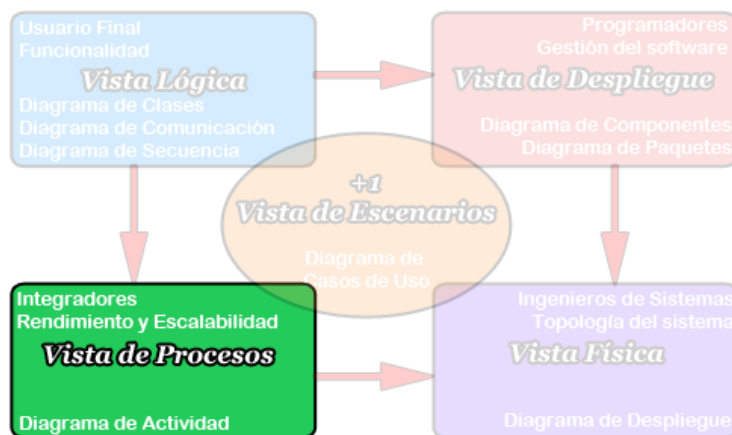 Usuario Final
Funcionalidad
Vista Lógica
Diagrama de Clases
Diagrama de Comunicación
Diagrama de Secuencia
Programadores
Gestión del software
Vista de Despliegue
Diagrama de Componentes
Diagrama de Paquetes
+1
Vista de Escenarios
Diagrama de
Casos de Uso
Integradores
Rendimiento y Escalabilidad
Vista de Procesos
Diagrama de Actividad
Ingenieros de Sistemas
Topología del sistema
Vista Física
Diagrama de Despliegue